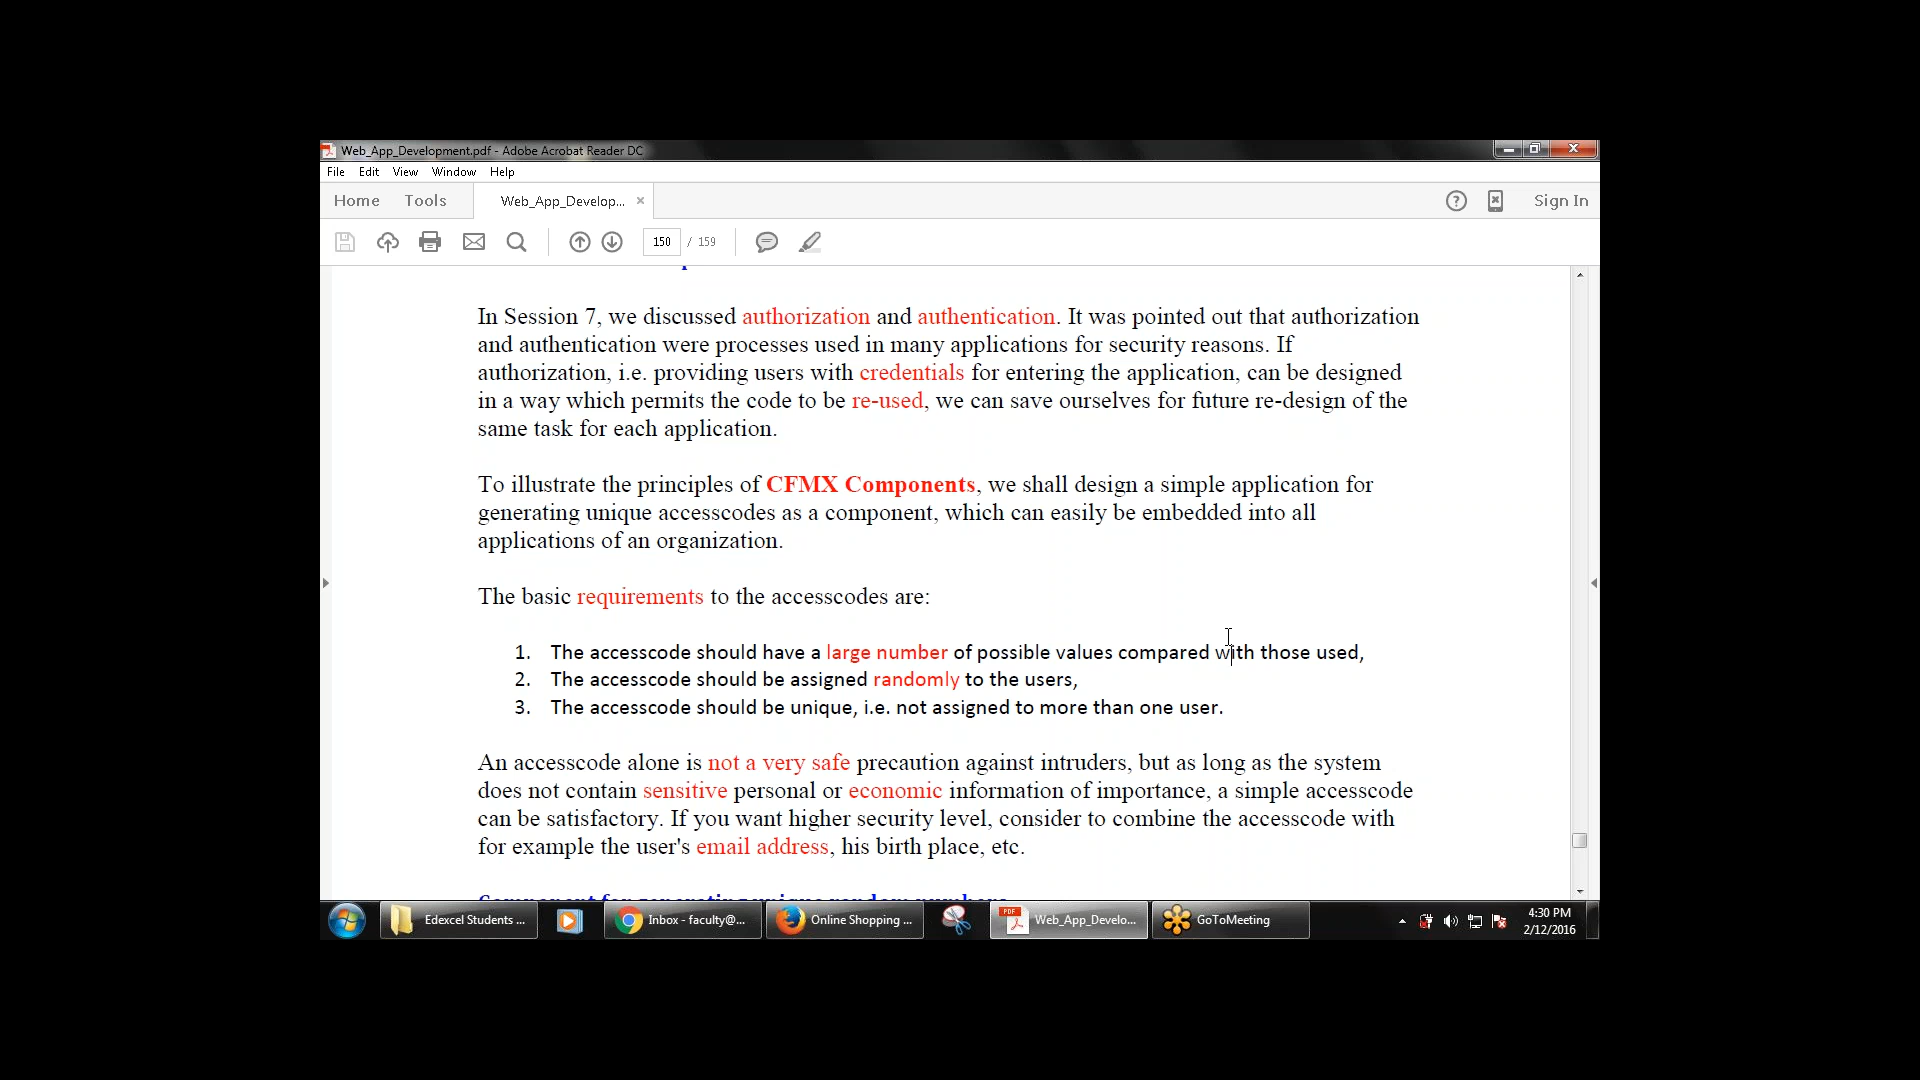 Web_App_Development.pdf - Adobe Acrobat Reader DC
File Edit View Window Help
Home Tools Web_App_Develop... × Sign In
150 / 159
In Session 7, we discussed authorization and authentication. It was pointed out that authorization
and authentication were processes used in many applications for security reasons. If
authorization, i.e. providing users with credentials for entering the application, can be designed
in a way which permits the code to be re-used, we can save ourselves for future re-design of the
same task for each application.
To illustrate the principles of CFMX Components, we shall design a simple application for
generating unique accesscodes as a component, which can easily be embedded into all
applications of an organization.
The basic requirements to the accesscodes are:
1. The accesscode should have a large number of possible values compared with those used,
2. The accesscode should be assigned randomly to the users,
3. The accesscode should be unique, i.e. not assigned to more than one user.
An accesscode alone is not a very safe precaution against intruders, but as long as the system
does not contain sensitive personal or economic information of importance, a simple accesscode
can be satisfactory. If you want higher security level, consider to combine the accesscode with
for example the user's email address, his birth place, etc.
Component for generating unique random numbers
Edexcel Students ... Inbox - faculty@... Online Shopping ... PDF Web_App_Develo... GoToMeeting 4:30 PM
2/12/2016